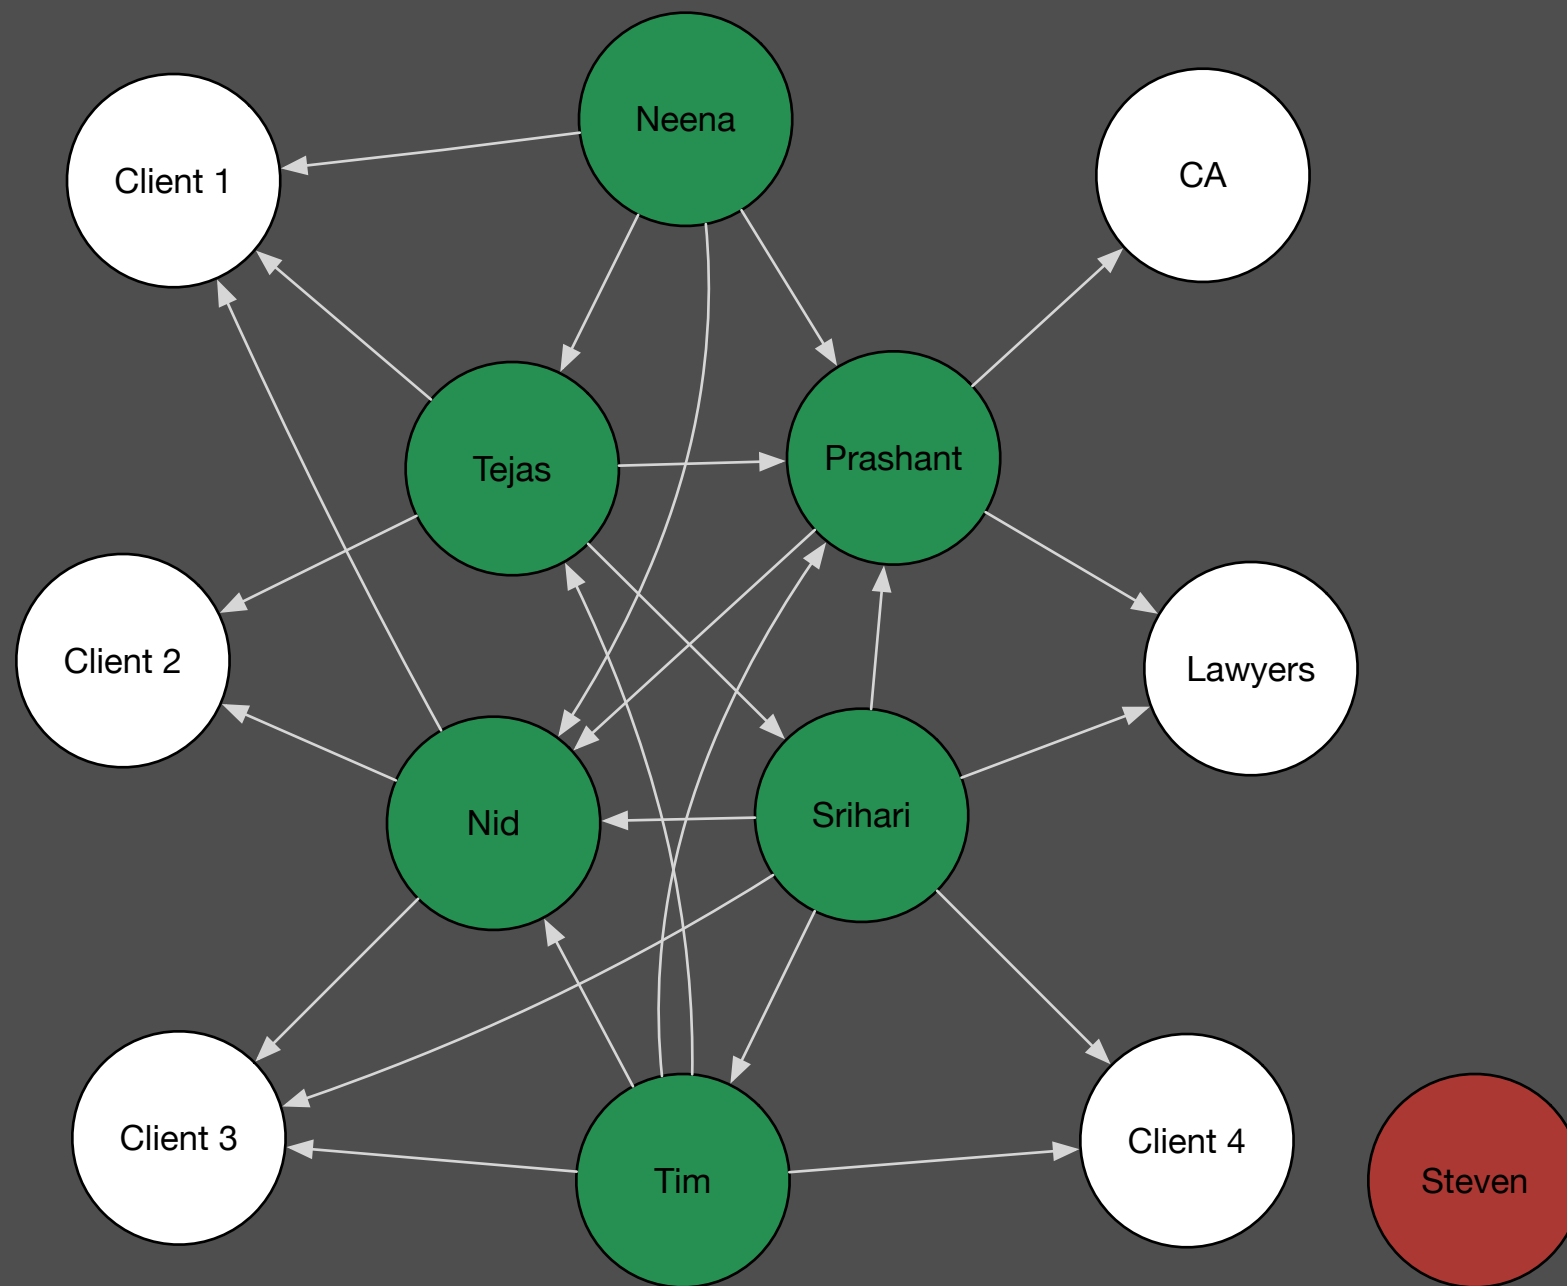 Neena
Client 1
CA
Tejas
Prashant
Client 2
Lawyers
Nid
Srihari
Client 3
Client 4
Tim
Steven